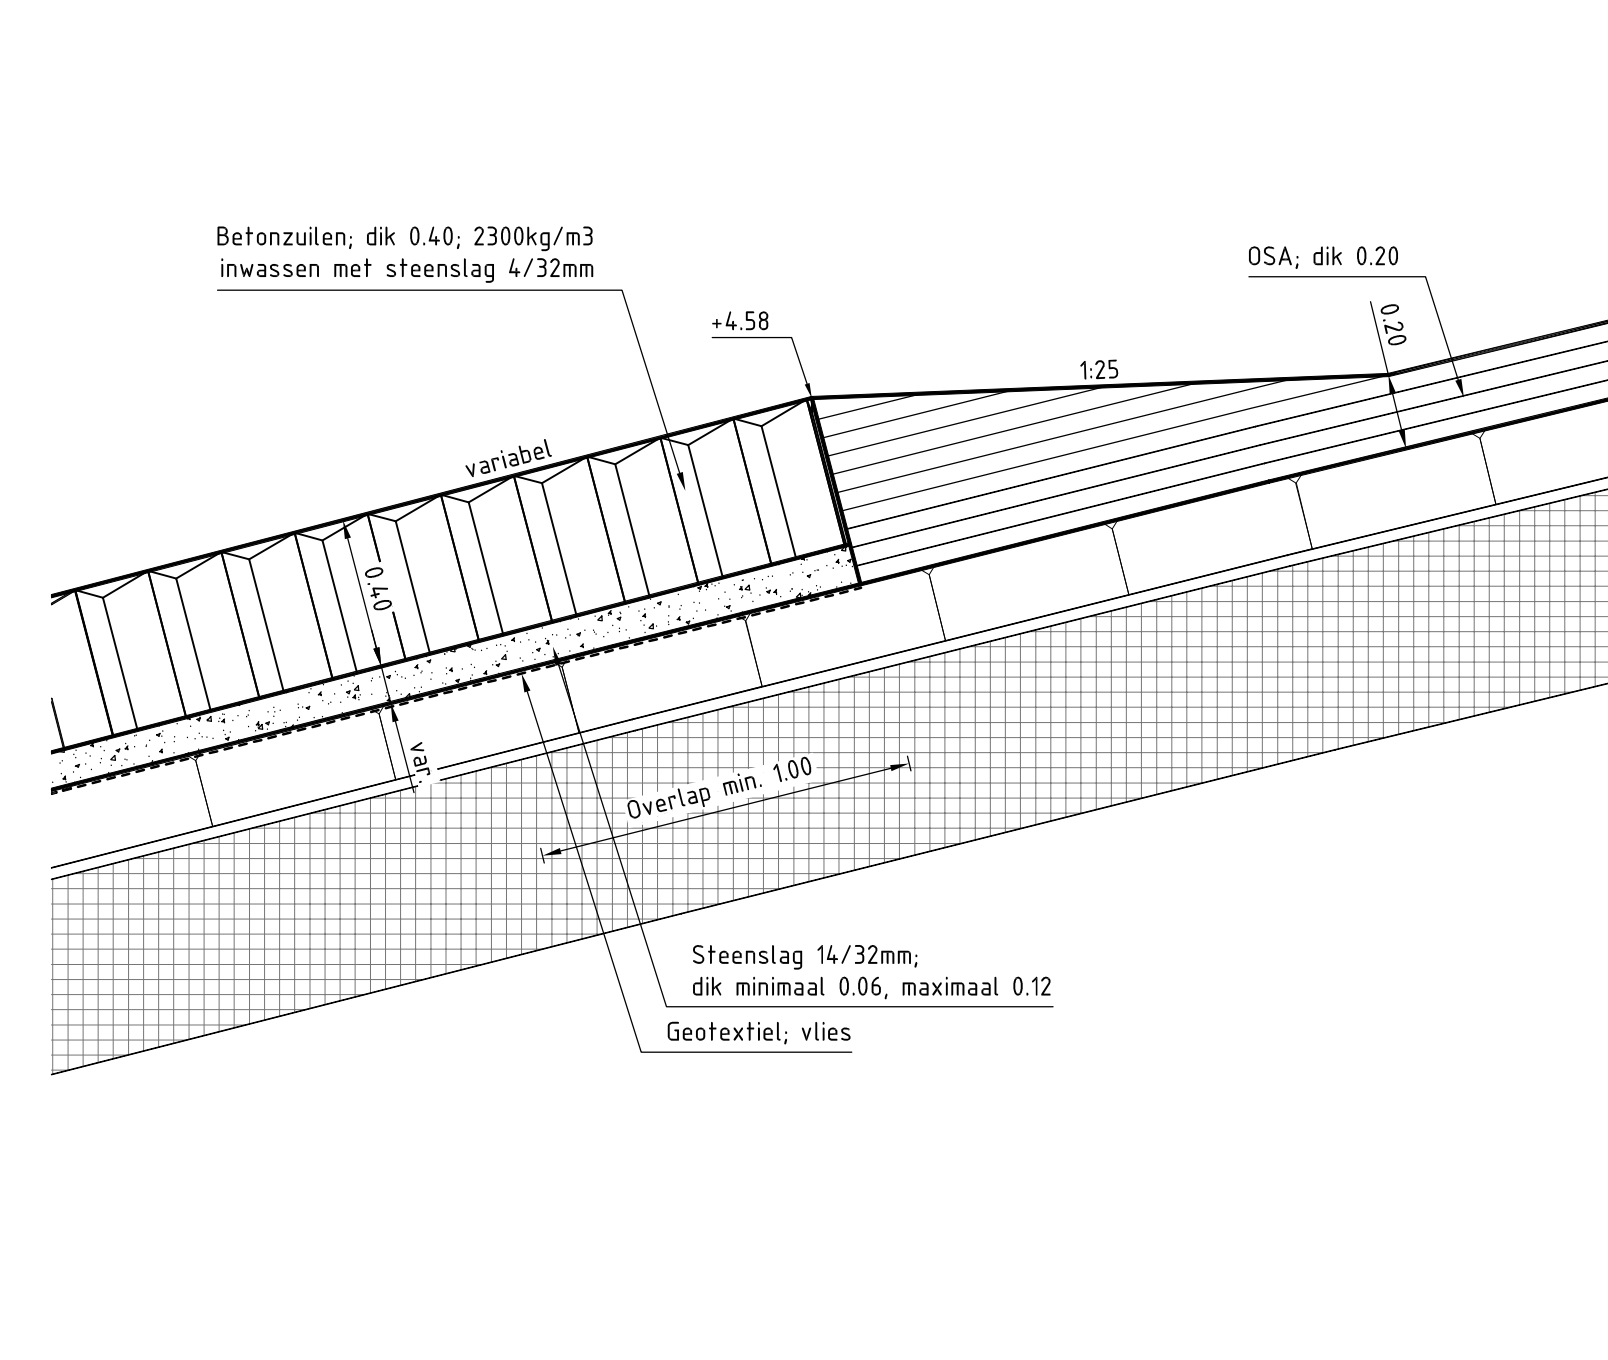 Betonzuilen; dik 0.40; 2300kg/m3
inwassen met steenslag 4/32mm
OSA; dik 0.20
+4.58
0.20
1:25
variabel
0.40
var.
Overlap min. 1.00
Steenslag 14/32mm;
dik minimaal 0.06, maximaal 0.12
Geotextiel; vlies